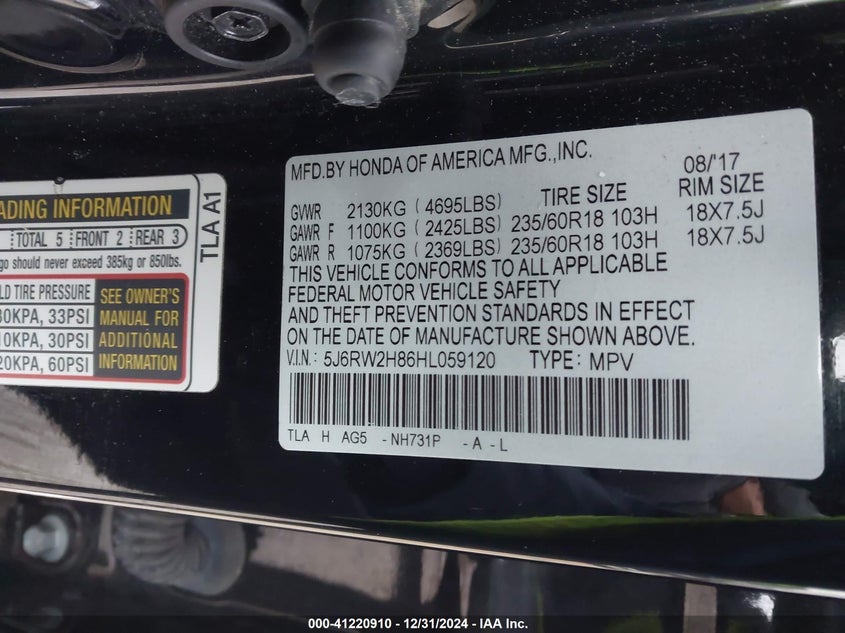 ADING INFORMATION
TOTAL 5 FRONT 2 REAR 3
go should never exceed 385kg or 850lbs.
LD TIRE PRESSURE
30KPA, 33PSI
10KPA, 30PSI
20KPA, 60PSI
SEE OWNER'S
MANUAL FOR
ADDITIONAL
INFORMATION
TLA A1
MFD.BY HONDA OF AMERICA MFG.,INC. 08/'17
TIRE SIZE RIM SIZE
GVWR 2130KG ( 4695LBS)
GAWR F 1100KG ( 2425LBS) 235/60R18 103H 18X7.5J
GAWR R 1075KG ( 2369LBS) 235/60R18 103H 18X7.5J
THIS VEHICLE CONFORMS TO ALL APPLICABLE
FEDERAL MOTOR VEHICLE SAFETY
AND THEFT PREVENTION STANDARDS IN EFFECT
ON THE DATE OF MANUFACTURE SHOWN ABOVE.
V.I.N: 5J6RW2H86HL059120 TYPE: MPV
TLA H AG5 - NH731P - A - L
000-41220910 - 12/31/2024 - IAA Inc.